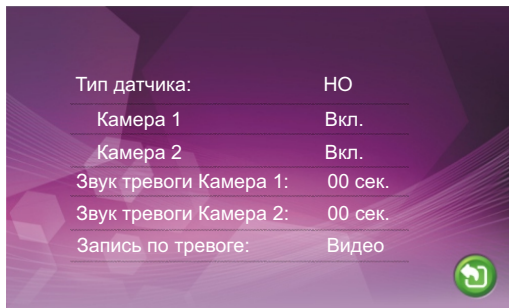 Тип датчика: НО
Камера 1 Вкл.
Камера 2 Вкл.
Звук тревоги Камера 1: 00 сек.
Звук тревоги Камера 2: 00 сек.
Запись по тревоге: Видео